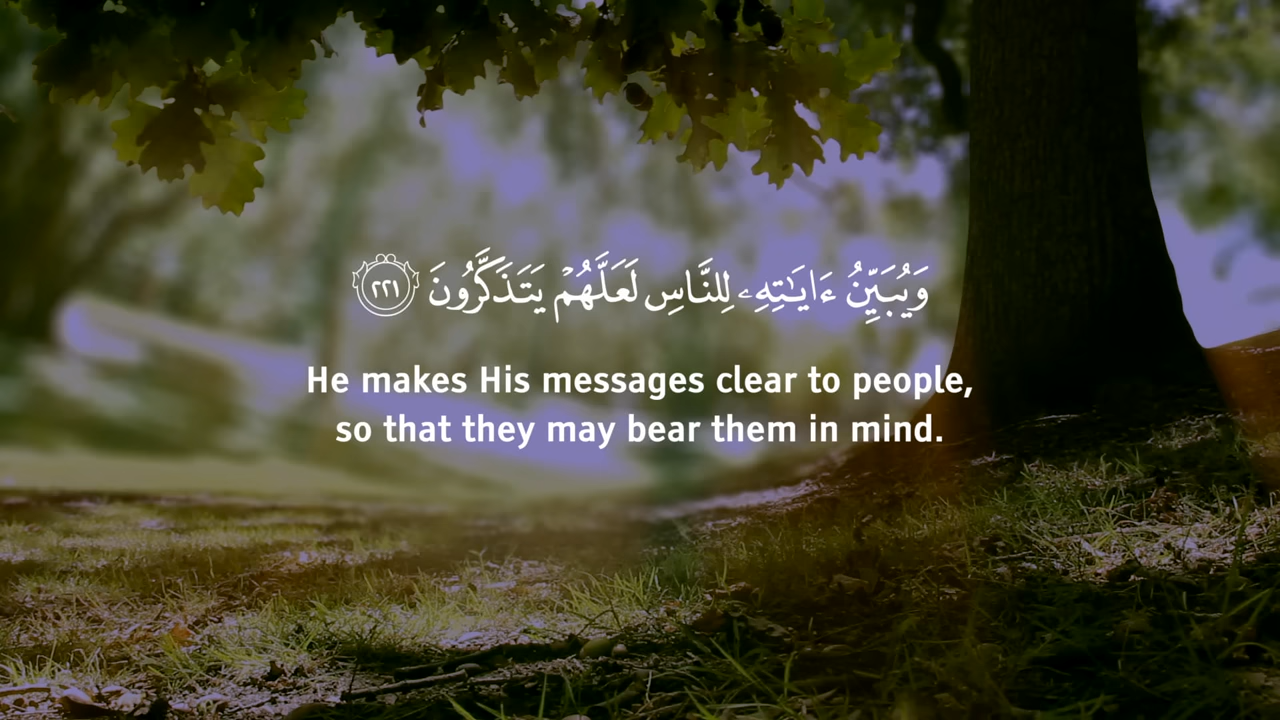 وَيُبَيِّنُ ءَايَٰتِهِۦ لِلنَّاسِ لَعَلَّهُمْ يَتَذَكَّرُونَ ٢٢١
He makes His messages clear to people,
so that they may bear them in mind.